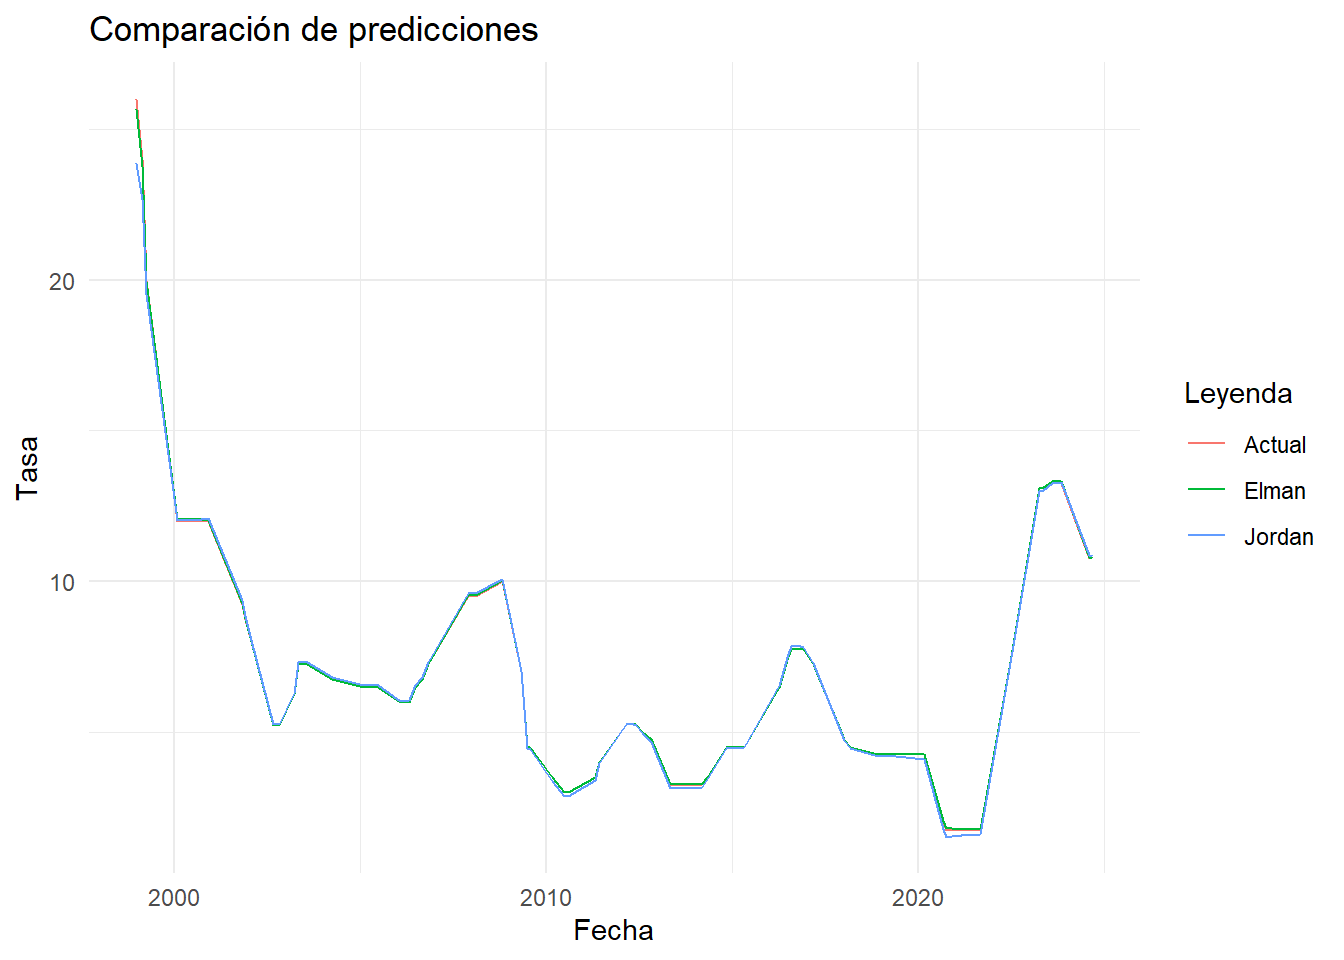 Comparación de predicciones
20
10
Tasa
2000
2010
2020
Fecha
Leyenda
Actual
Elman
Jordan